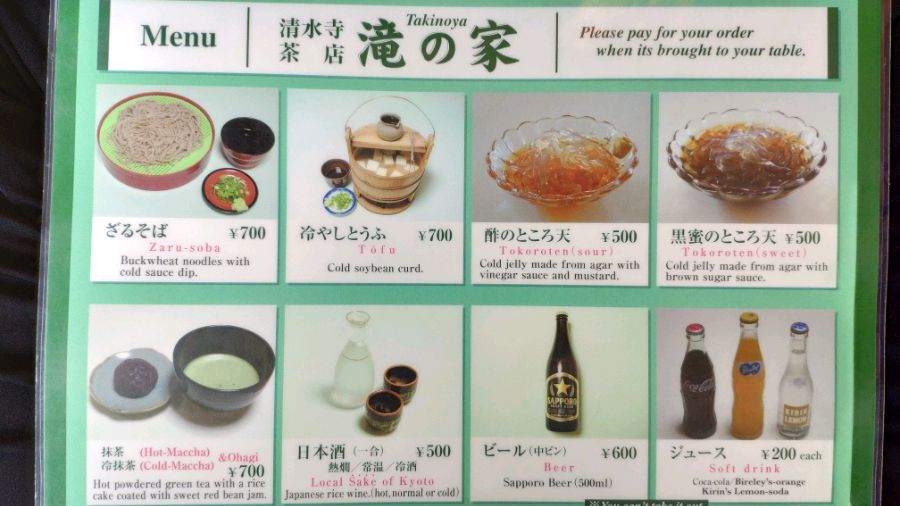 Menu
清水寺
茶店
Takinoya
滝の家
Please pay for your order
when its brought to your table.
ざるそば ¥700
Zaru-soba
Buckwheat noodles with
cold sauce dip.
冷やしとうふ ¥700
Tôfu
Cold soybean curd.
酢のところ天 ¥500
Tokoroten(sour)
Cold jelly made from agar with
vinegar sauce and mustard.
黒蜜のところ天 ¥500
Tokoroten(sweet)
Cold jelly made from agar with
brown sugar sauce.
抹茶 (Hot-Maccha)
冷抹茶 (Cold-Maccha) &Ohagi
¥700
Hot powdered green tea with a rice
cake coated with sweet red bean jam.
日本酒(一合) ¥500
熱燗/常温/冷酒
Local Sake of Kyoto
Japanese rice wine.(hot,normal or cold)
SAPPORO
ビール(中ビン) ¥600
Beer
Sapporo Beer(500ml)
Coca-Cola
KIRIN
LEMON
ジュース ¥200 each
Soft drink
Coca-cola/Bireley's-orange
Kirin's Lemon-soda
※You can't take it out